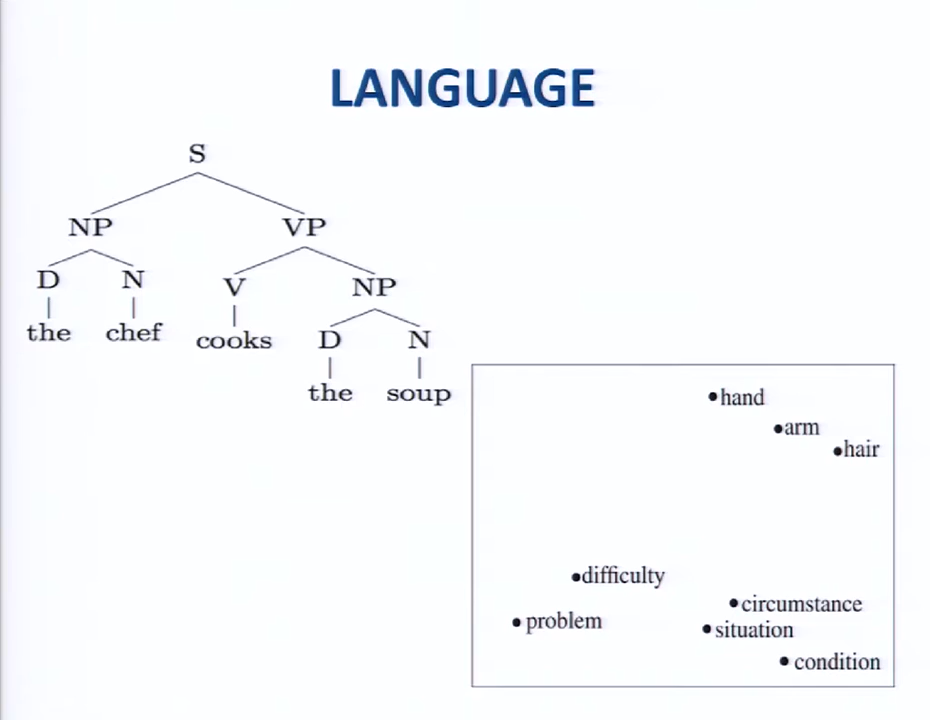 LANGUAGE
S
NP VP
D N V NP
the chef cooks D N
the soup
hand
arm
hair
difficulty
circumstance
problem
situation
condition